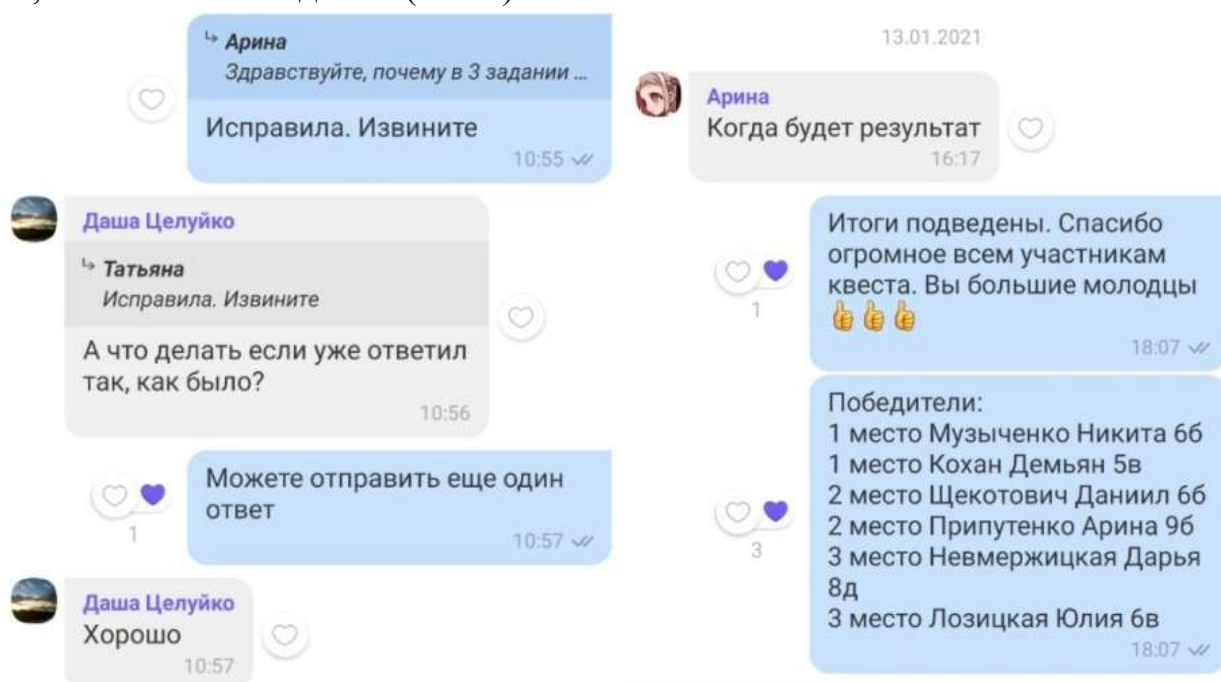 Арина
Здравствуйте, почему в 3 задании ...
Исправила. Извините
10:55
Даша Целуйко
Татьяна
Исправила. Извините
А что делать если уже ответил
так, как было?
10:56
Можете отправить еще один
ответ
1
10:57
Даша Целуйко
Хорошо
10:57
13.01.2021
Арина
Когда будет результат
16:17
Итоги подведены. Спасибо
огромное всем участникам
квеста. Вы большие молодцы
👍👍👍
1
18:07
Победители:
1 место Музыченко Никита 6б
1 место Кохан Демьян 5в
2 место Щекотович Даниил 6б
2 место Припутенко Арина 9б
3 место Невмержицкая Дарья
8д
3 место Лозицкая Юлия 6в
3
18:07